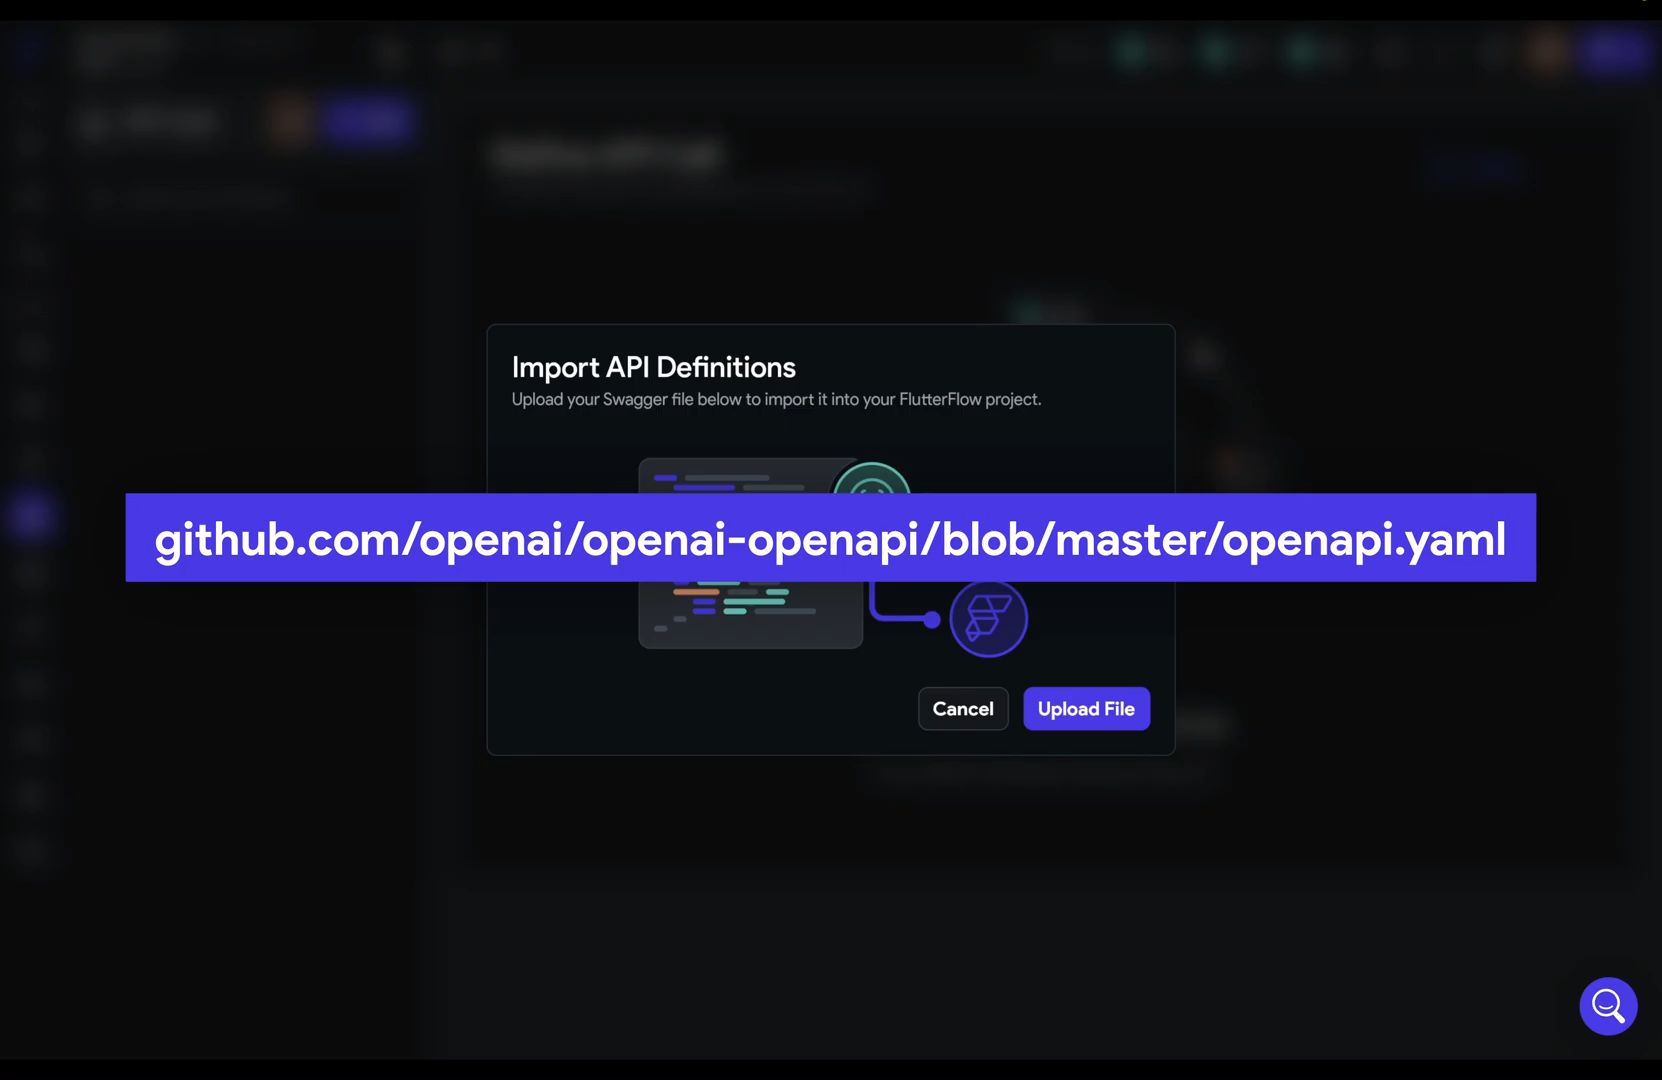 Import API Definitions
Upload your Swagger file below to import it into your FlutterFlow project.
github.com/openai/openai-openapi/blob/master/openapi.yaml
Cancel
Upload File